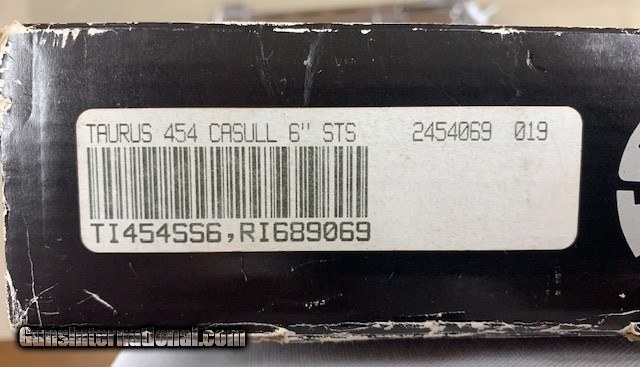 TAURUS 454 CASULL 6" STS 2454069 019
TI454SS6,RI689069
GunsInternational.com